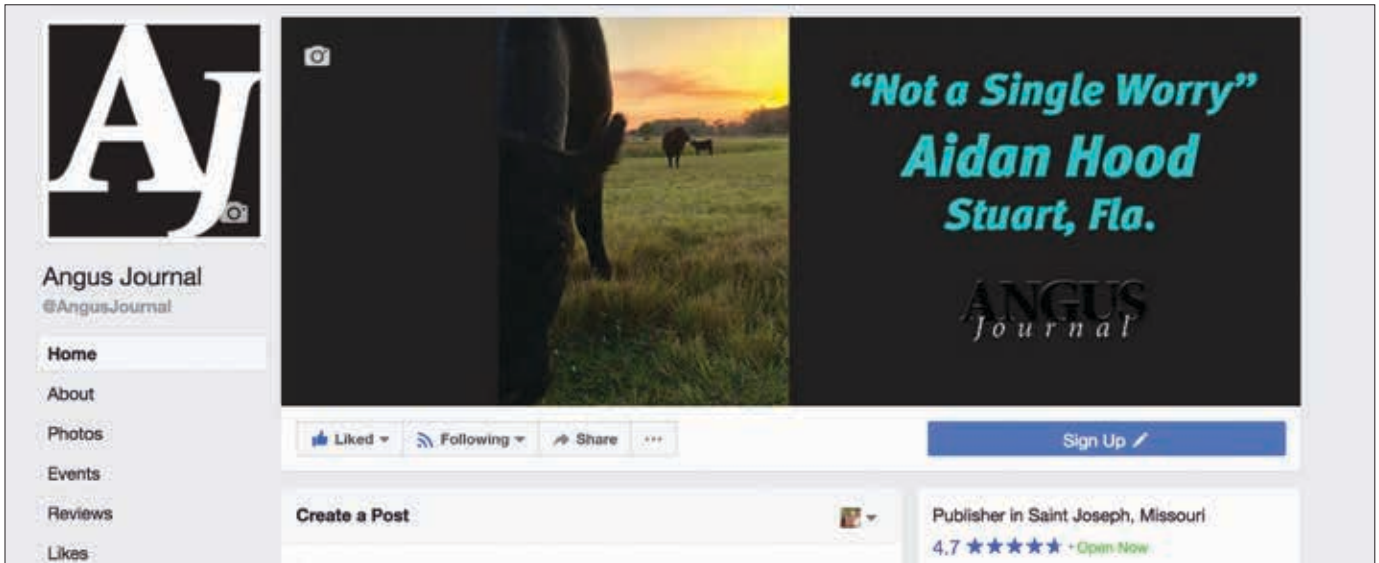 AJ
Angus Journal
@AngusJournal
Home
About
Photos
Events
Reviews
Likes
“Not a Single Worry”
Aidan Hood
Stuart, Fla.
ANGUS
Journal
Liked
Following
Share
...
Sign Up
Create a Post
Publisher in Saint Joseph, Missouri
4.7 ★★★★★ • Open Now